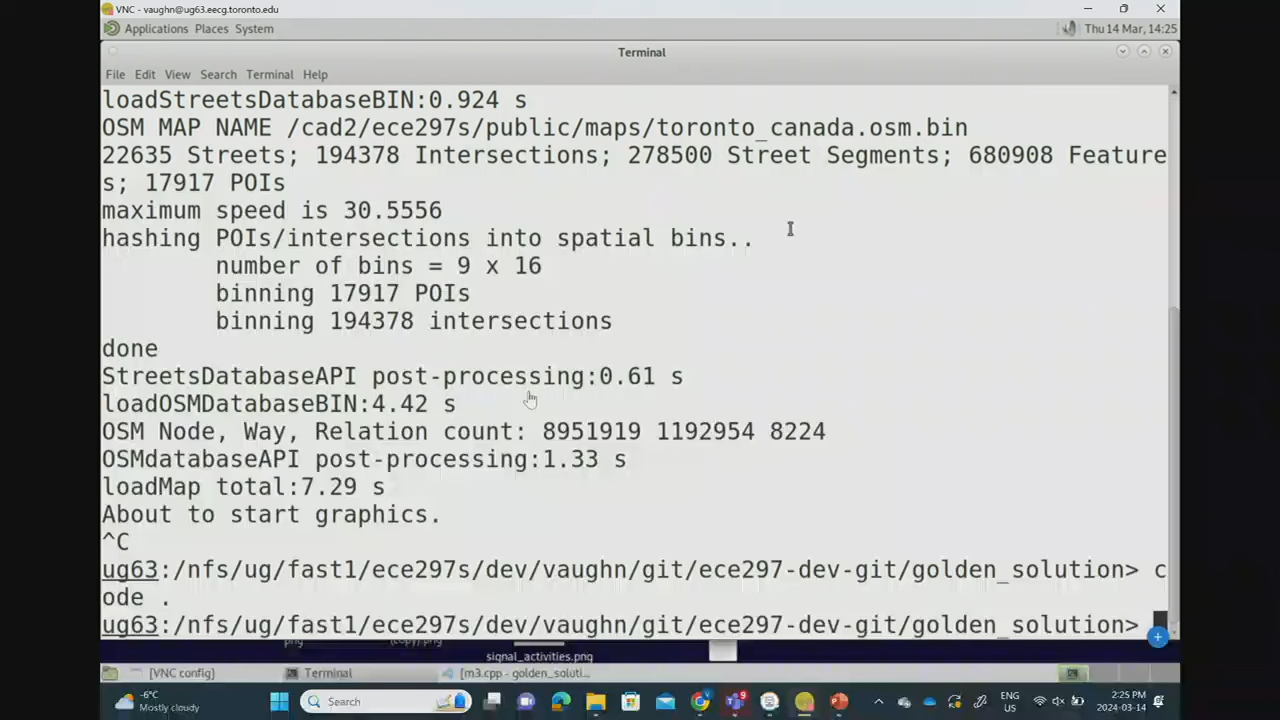 VNC - vaughn@ug63.eecg.toronto.edu
Applications Places System
Thu 14 Mar, 14:25
Terminal
File Edit View Search Terminal Help
loadStreetsDatabaseBIN:0.924 s
OSM MAP NAME /cad2/ece297s/public/maps/toronto_canada.osm.bin
22635 Streets; 194378 Intersections; 278500 Street Segments; 680908 Feature
s; 17917 POIs
maximum speed is 30.5556
hashing POIs/intersections into spatial bins..
number of bins = 9 x 16
binning 17917 POIs
binning 194378 intersections
done
StreetsDatabaseAPI post-processing:0.61 s
loadOSMDatabaseBIN:4.42 s
OSM Node, Way, Relation count: 8951919 1192954 8224
OSMdatabaseAPI post-processing:1.33 s
loadMap total:7.29 s
About to start graphics.
^C
ug63:/nfs/ug/fast1/ece297s/dev/vaughn/git/ece297-dev-git/golden_solution> c
ode .
ug63:/nfs/ug/fast1/ece297s/dev/vaughn/git/ece297-dev-git/golden_solution>
png
(copy).png
signal_activities.png
[VNC config]
Terminal
[m3.cpp - golden_soluti...
-6°C
Mostly cloudy
Search
9
ENG
US
2:25 PM
2024-03-14